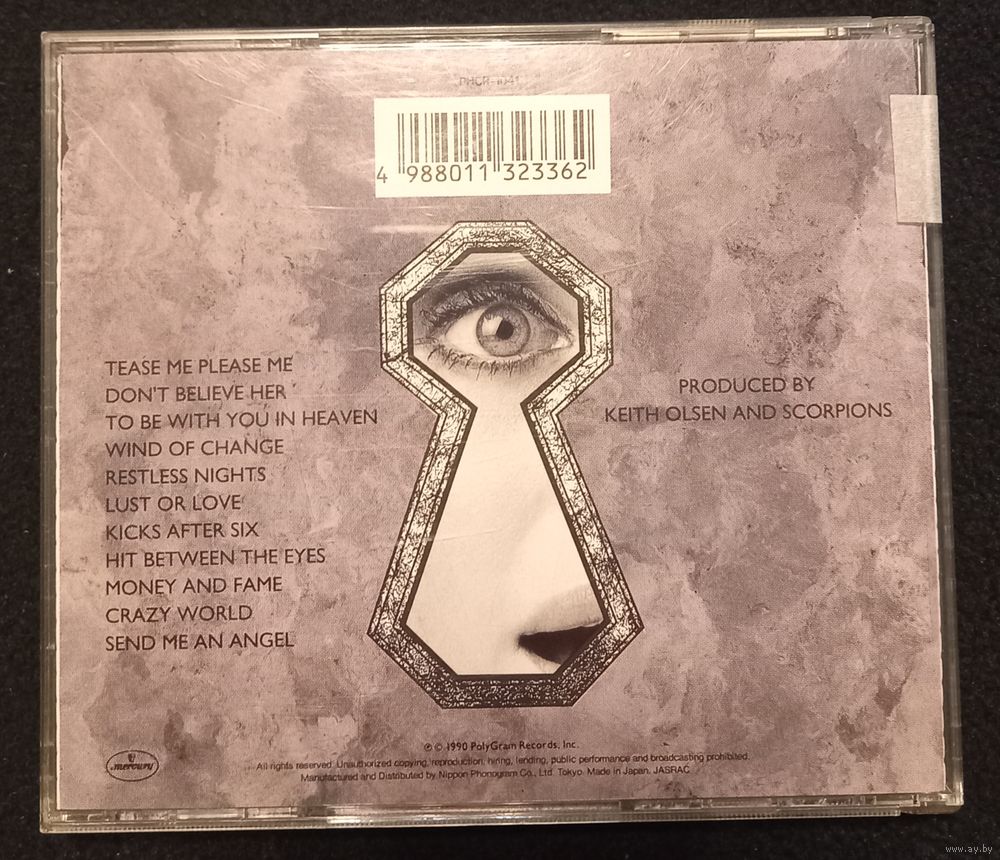 PHCR-1041
4 988011 323362
TEASE ME PLEASE ME
DON'T BELIEVE HER
TO BE WITH YOU IN HEAVEN
WIND OF CHANGE
RESTLESS NIGHTS
LUST OR LOVE
KICKS AFTER SIX
HIT BETWEEN THE EYES
MONEY AND FAME
CRAZY WORLD
SEND ME AN ANGEL
PRODUCED BY
KEITH OLSEN AND SCORPIONS
mercury
℗ © 1990 PolyGram Records, Inc.
All rights reserved. Unauthorized copying, reproduction, hiring, lending, public performance and broadcasting prohibited.
Manufactured and Distributed by Nippon Phonogram Co., Ltd. Tokyo. Made in Japan. JASRAC
www.ay.by